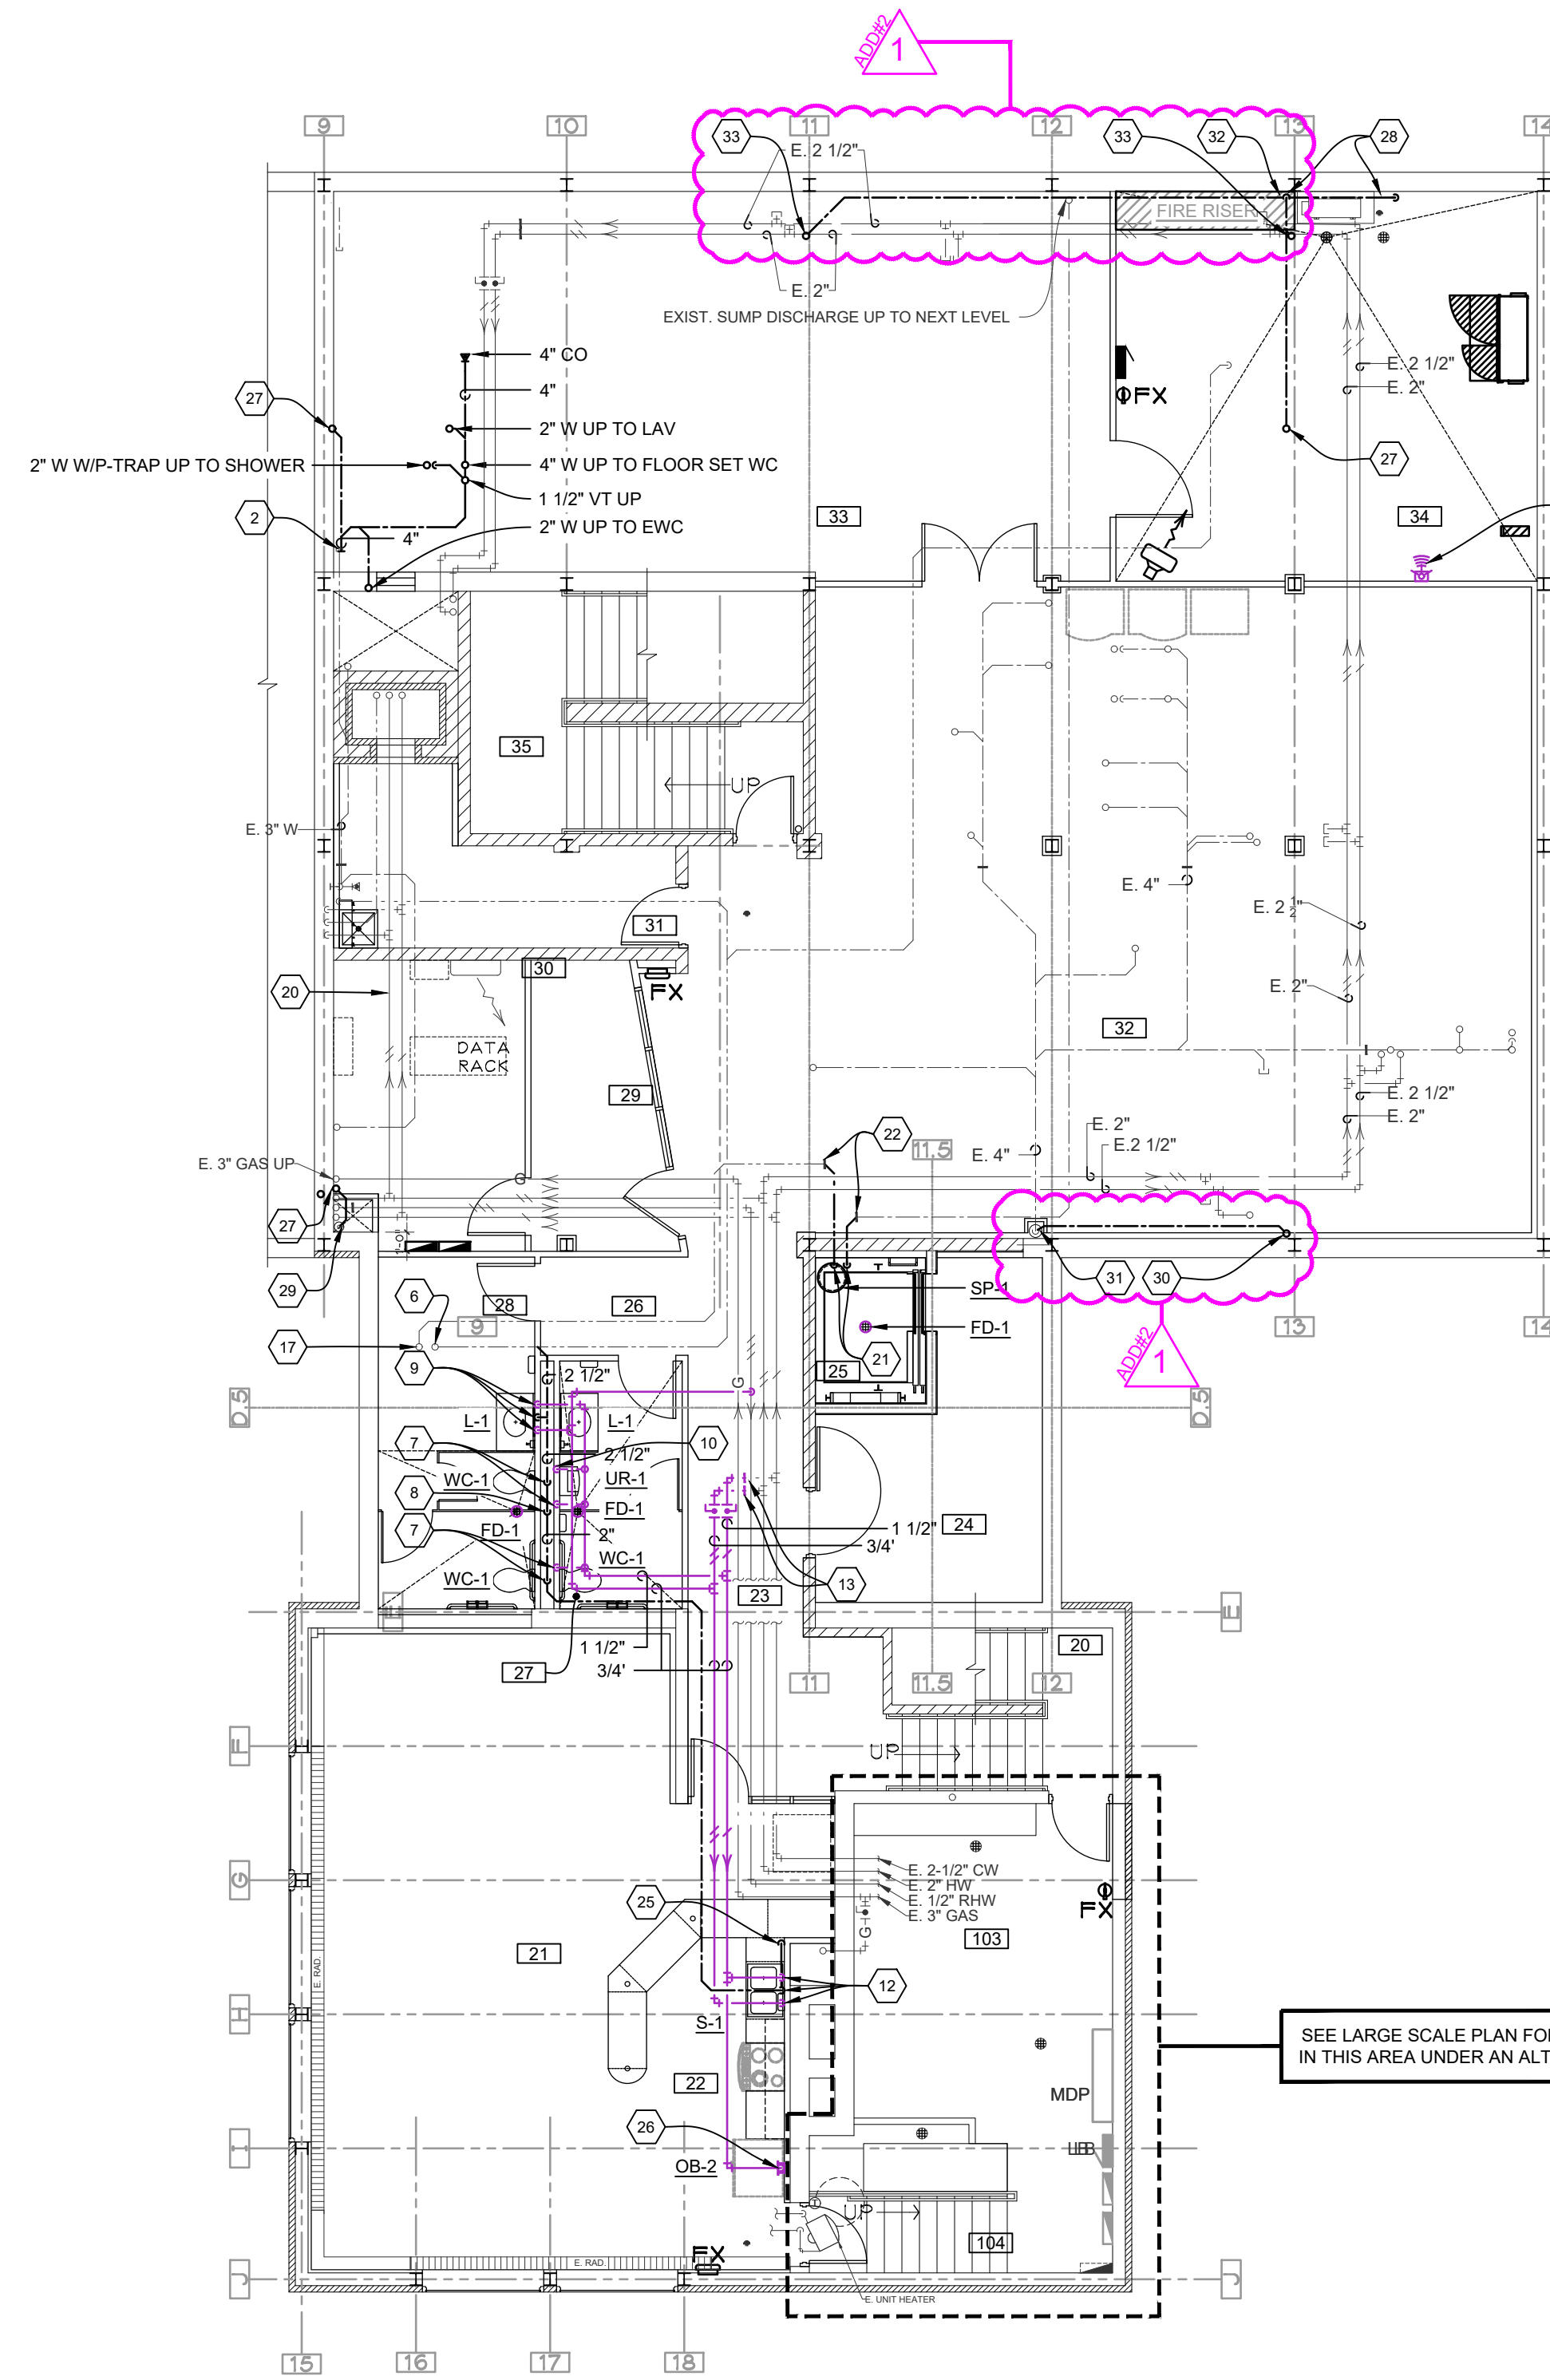 ADD#2
1
9
10
11
12
13
14
33
33
32
28
E. 2 1/2"
FIRE RISER
E. 2"
EXIST. SUMP DISCHARGE UP TO NEXT LEVEL
4" CO
4"
27
2" W UP TO LAV
2" W W/P-TRAP UP TO SHOWER
4" W UP TO FLOOR SET WC
1 1/2" VT UP
2
4"
2" W UP TO EWC
E. 2 1/2"
E. 2"
FX
27
33
34
35
UP
E. 3" W
E. 4"
E. 2 1/2"
31
30
FX
20
E. 2"
32
DATA
RACK
29
E. 2 1/2"
E. 2"
22
11.5
E. 2"
E.2 1/2"
E. 4"
E. 3" GAS UP
G
27
29
6
28
26
9
17
SP-1
31
30
FD-1
21
25
13
14
ADD#2
1
9
2 1/2"
G
D.5
D.5
L-1
L-1
7
10
2 1/2"
WC-1
UR-1
8
FD-1
7
FD-1
2"
1 1/2"
24
3/4'
WC-1
WC-1
13
23
E
E
1 1/2"
27
3/4'
20
11
11.5
12
F
UP
G
E. 2-1/2" CW
E. 2" HW
E. 1/2" RHW
E. 3" GAS
FX
25
G
103
21
E. RAD.
12
H
S-1
SEE LARGE SCALE PLAN FO
IN THIS AREA UNDER AN ALT
22
MDP
26
I
OB-2
UP
104
FX
E. RAD.
J
J
E. UNIT HEATER
15
16
17
18